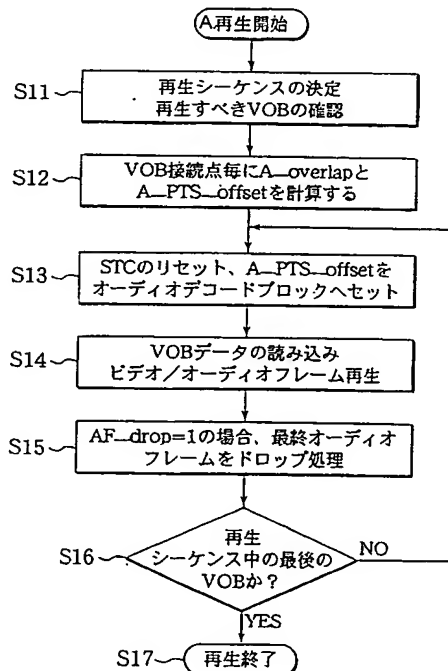 A再生開始
S11
再生シーケンスの決定
再生すべきVOBの確認
S12
VOB接続点毎にA_overlapと
A_PTS_offsetを計算する
S13
STCのリセット、A_PTS_offsetを
オーディオデコードブロックへセット
S14
VOBデータの読み込み
ビデオ/オーディオフレーム再生
S15
AF_drop=1の場合、最終オーディオ
フレームをドロップ処理
S16
再生
シーケンス中の最後の
VOBか?
NO
YES
S17
再生終了